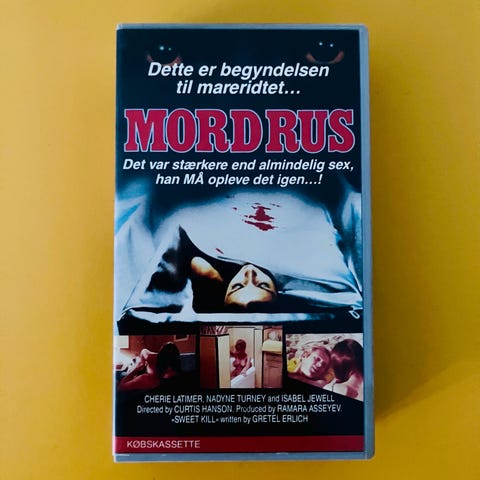 Dette er begyndelsen
til mareridtet...
MORDRUS
Det var stærkere end almindelig sex,
han MÅ opleve det igen...!
CHERIE LATIMER, NADYNE TURNEY and ISABEL JEWELL
Directed by CURTIS HANSON. Produced by RAMARA ASSEYEV.
»SWEET KILL« written by GRETEL ERLICH
KØBSKASSETTE